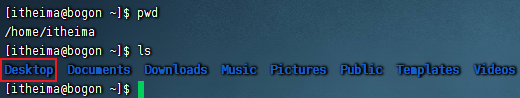 [itheima@bogon ~]$ pwd
/home/itheima
[itheima@bogon ~]$ ls
Desktop Documents Downloads Music Pictures Public Templates Videos
[itheima@bogon ~]$